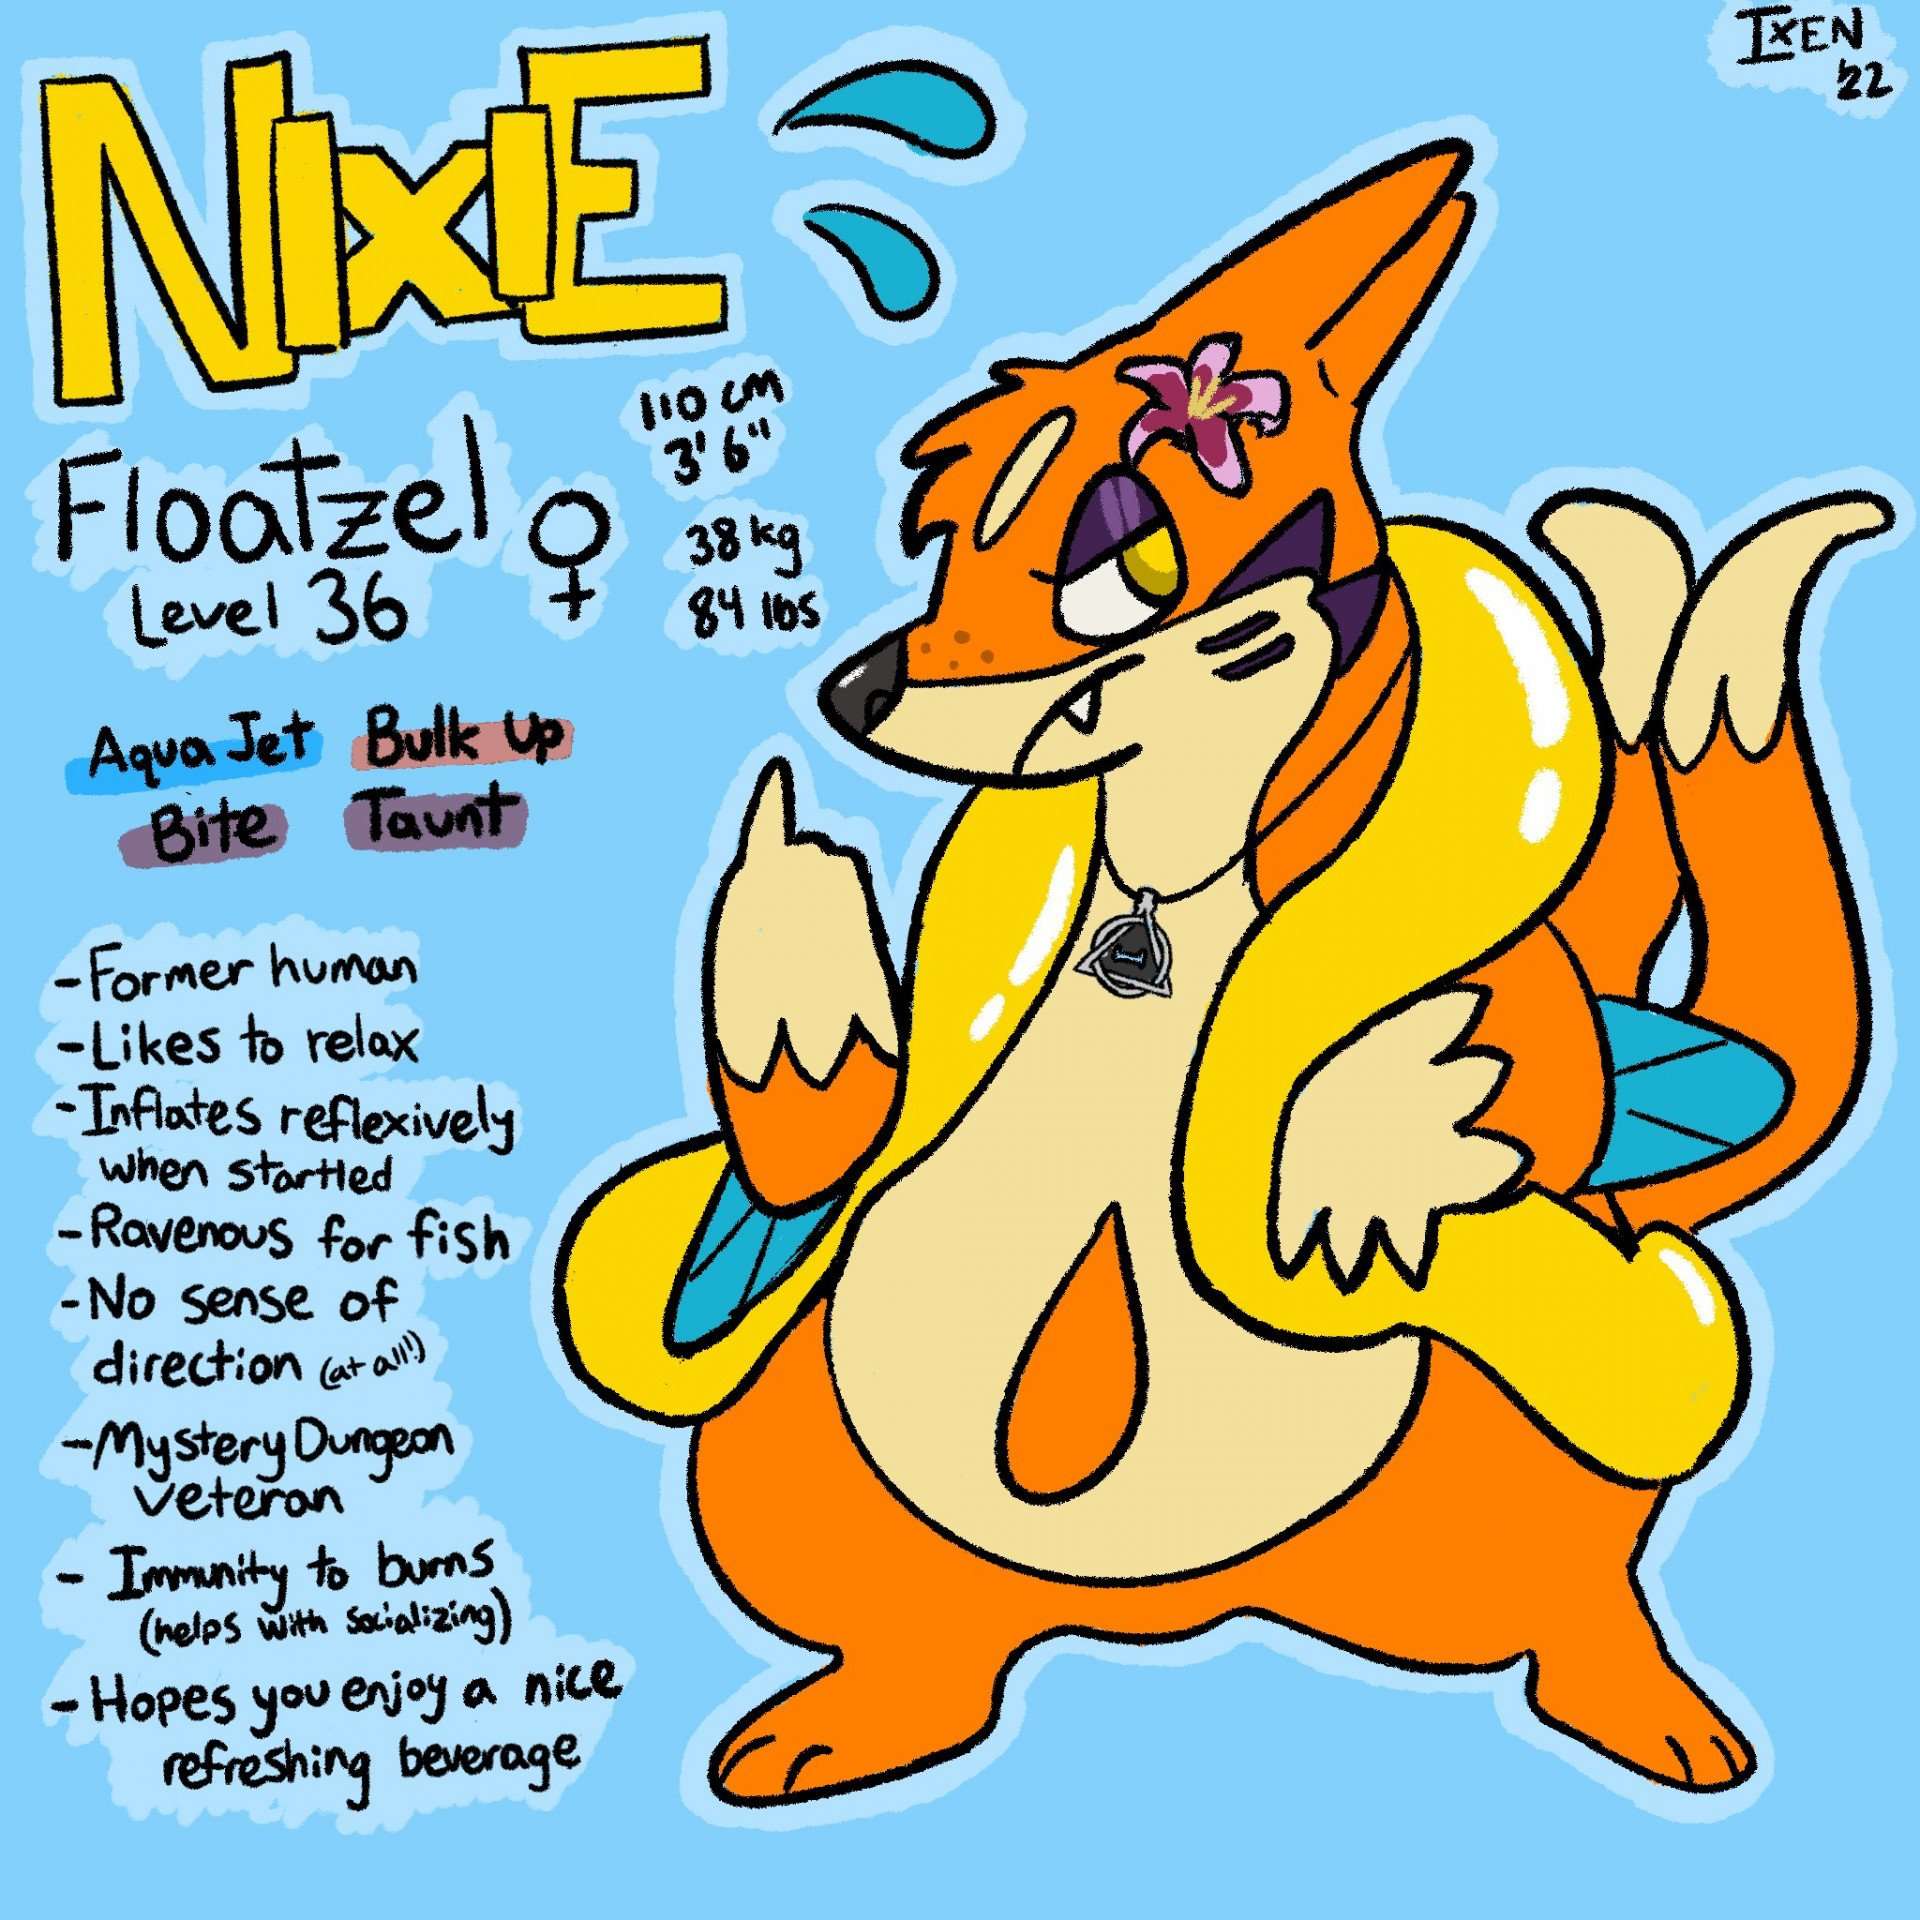 IXEN
'22
NIXIE
110 cm
3'6"
Floatzel ♀
38 kg
Level 36
84 lbs
Aqua Jet Bulk Up
Bite Taunt
- Former human
- Likes to relax
- Inflates reflexively
when startled
- Ravenous for fish
- No sense of
direction (at all!)
- Mystery Dungeon
veteran
- Immunity to burns
(helps with socializing)
- Hopes you enjoy a nice
refreshing beverage